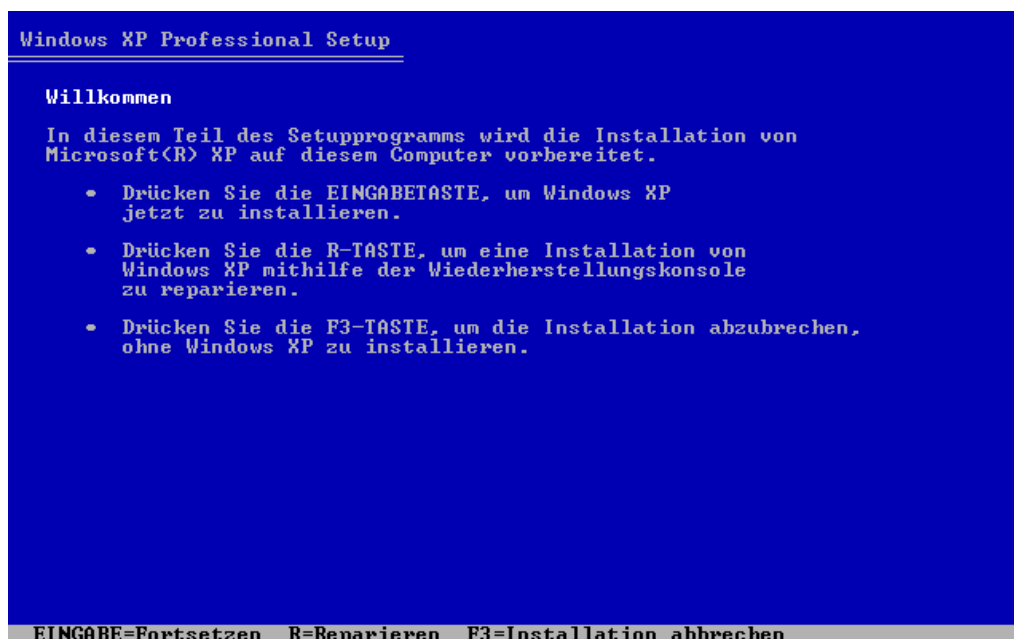 Windows XP Professional Setup
Willkommen
In diesem Teil des Setupprogramms wird die Installation von
Microsoft(R) XP auf diesem Computer vorbereitet.
• Drücken Sie die EINGABETASTE, um Windows XP
jetzt zu installieren.
• Drücken Sie die R-TASTE, um eine Installation von
Windows XP mithilfe der Wiederherstellungskonsole
zu reparieren.
• Drücken Sie die F3-TASTE, um die Installation abzubrechen,
ohne Windows XP zu installieren.
EINGABE=Fortsetzen R=Reparieren F3=Installation abbrechen